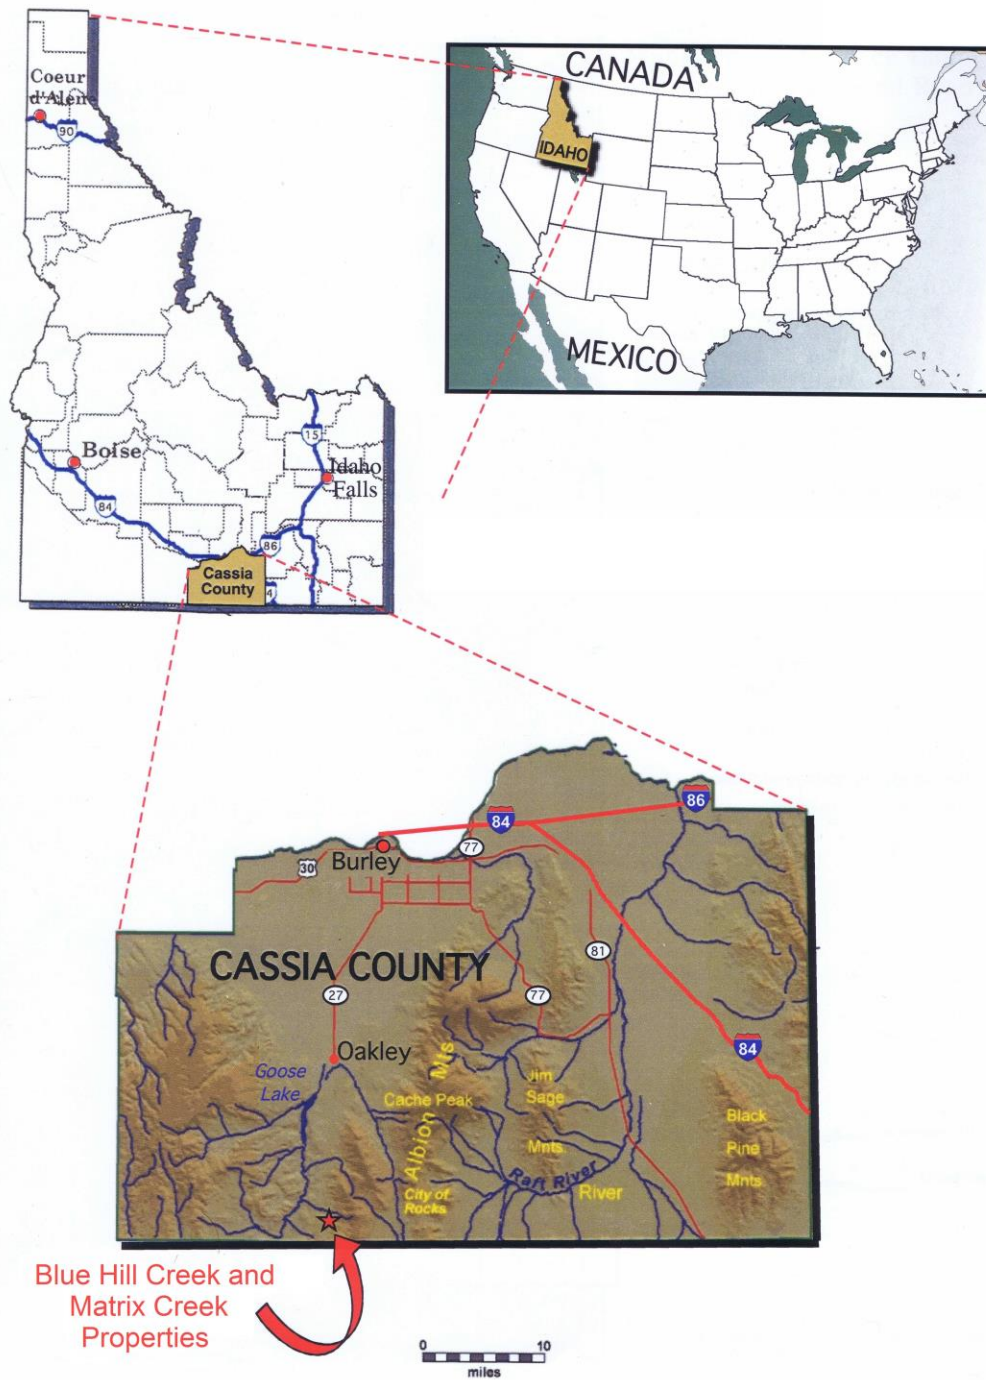 CANADA
IDAHO
MEXICO
Coeur
d'Alene
90
Boise
15
Idaho
Falls
84
86
Cassia
County
4
86
84
77
Burley
30
CASSIA COUNTY
81
27
77
Oakley
84
Goose
Lake
Mts
Jim
Sage
Cache Peak
Albion
Black
Pine
Mnts.
Mnts.
Raft River
River
City of
Rocks
Blue Hill Creek and
Matrix Creek
Properties
0 10
miles